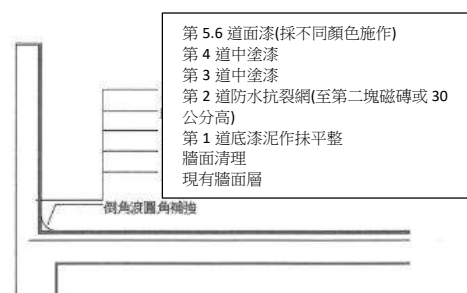 第 5.6 道面漆(採不同顏色施作)
第 4 道中塗漆
第 3 道中塗漆
第 2 道防水抗裂網(至第二塊磁磚或 30
公分高)
第 1 道底漆泥作抹平整
牆面清理
現有牆面層
倒角洩圓角補強